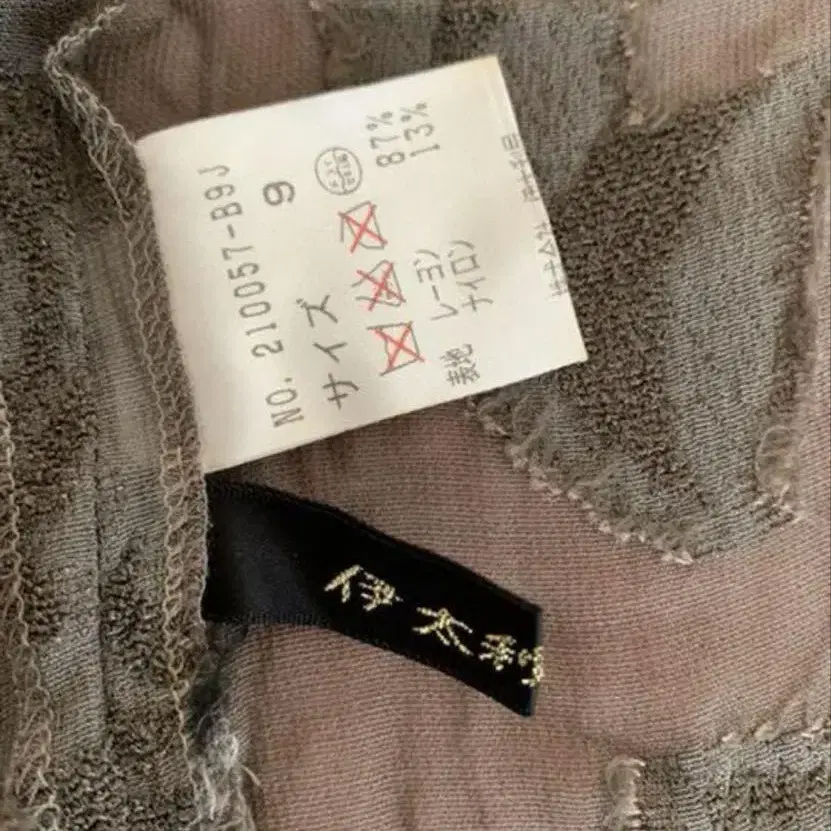 NO. 210057-B9J
サイズ 9
表地 レーヨン 87%
ナイロン 13%
伊太利